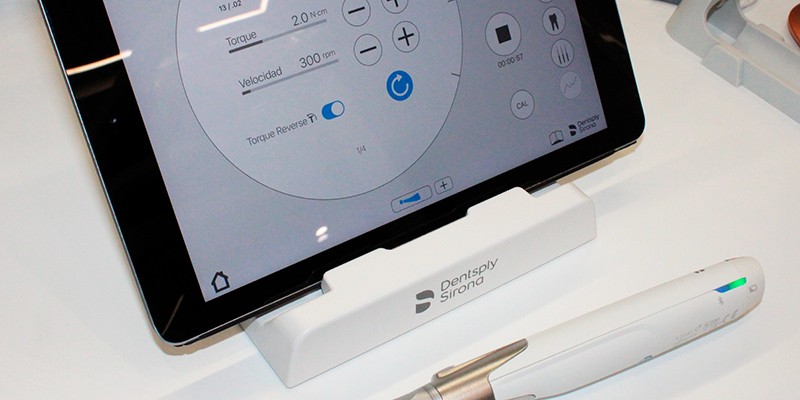 13 / .02
Torque 2.0 N·cm
Velocidad 300 rpm
Torque Reverse
1/4
00:00:57
CAL
Dentsply
Sirona
Dentsply
Sirona